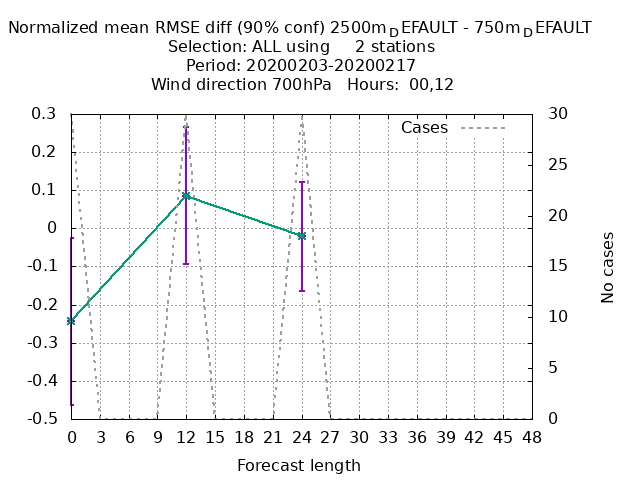 Normalized mean RMSE diff (90% conf) 2500m_DEFAULT - 750m_DEFAULT
Selection: ALL using 2 stations
Period: 20200203-20200217
Wind direction 700hPa Hours: 00,12
Cases
0.3
0.2
0.1
0
-0.1
-0.2
-0.3
-0.4
-0.5
30
25
20
15
10
5
0
No cases
0 3 6 9 12 15 18 21 24 27 30 33 36 39 42 45 48
Forecast length